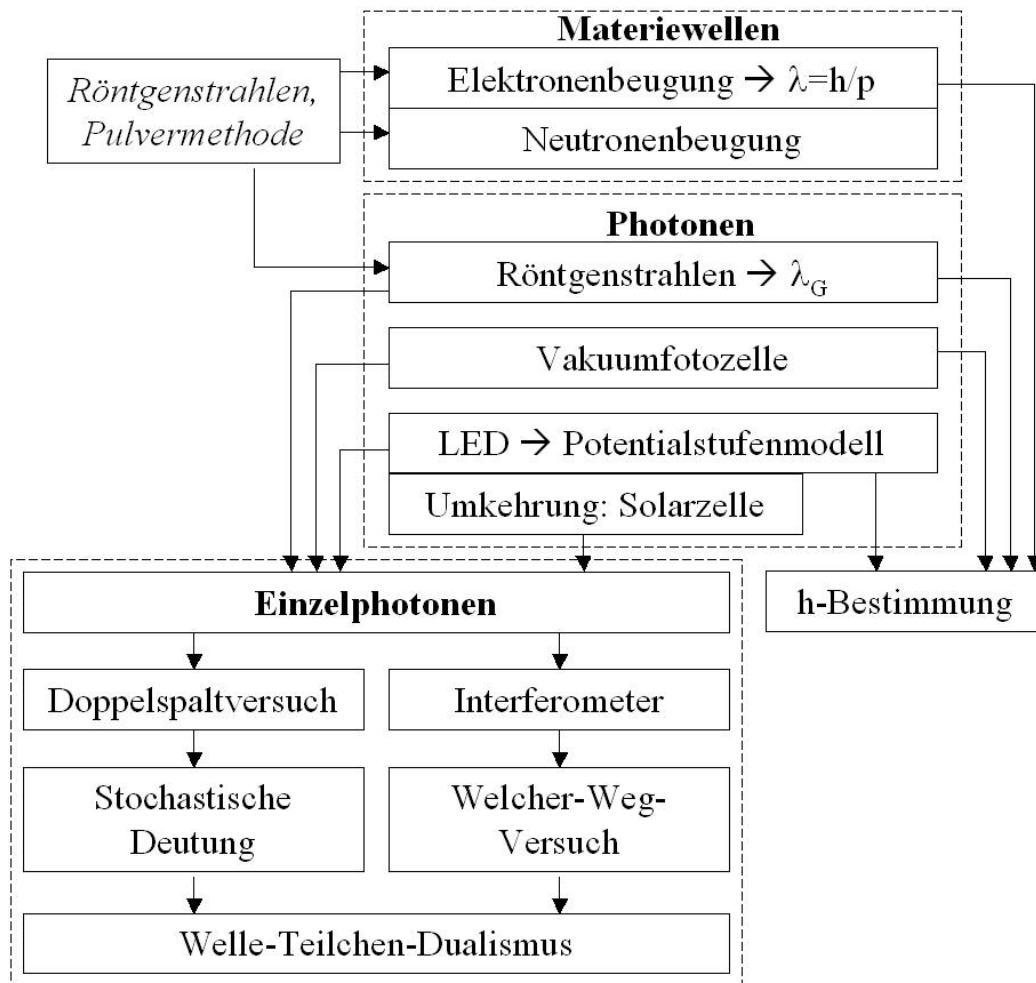 Materiewellen
Röntgenstrahlen,
Pulvermethode
Elektronenbeugung → λ=h/p
Neutronenbeugung
Photonen
Röntgenstrahlen → λG
Vakuumfotozelle
LED → Potentialstufenmodell
Umkehrung: Solarzelle
Einzelphotonen
h-Bestimmung
Doppelspaltversuch
Interferometer
Stochastische
Deutung
Welcher-Weg-
Versuch
Welle-Teilchen-Dualismus